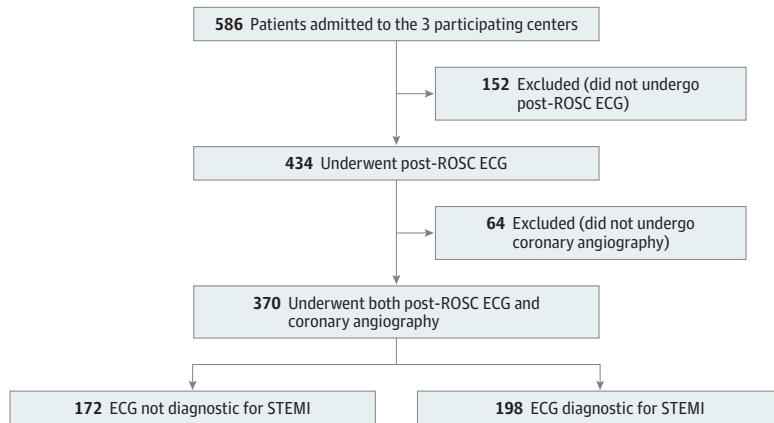 586 Patients admitted to the 3 participating centers
152 Excluded (did not undergo
post-ROSC ECG)
434 Underwent post-ROSC ECG
64 Excluded (did not undergo
coronary angiography)
370 Underwent both post-ROSC ECG and
coronary angiography
172 ECG not diagnostic for STEMI
198 ECG diagnostic for STEMI